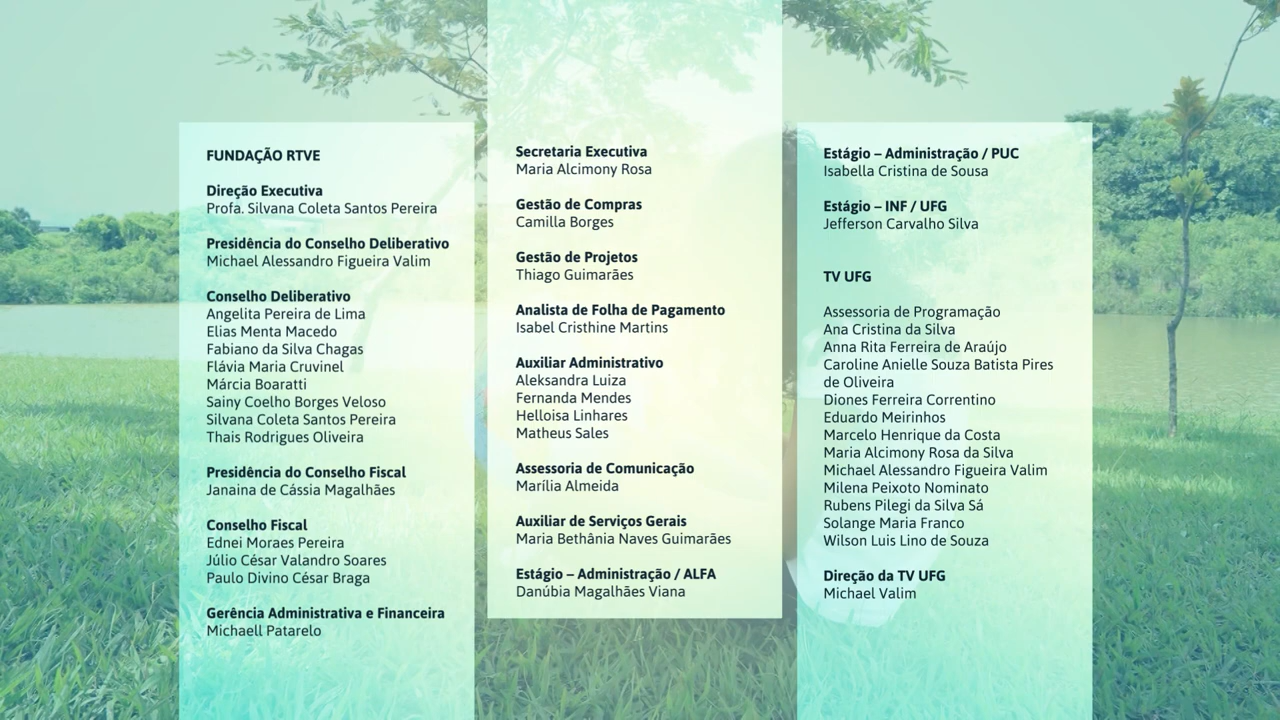 FUNDAÇÃO RTVE
Direção Executiva
Profa. Silvana Coleta Santos Pereira
Presidência do Conselho Deliberativo
Michael Alessandro Figueira Valim
Conselho Deliberativo
Angelita Pereira de Lima
Elias Menta Macedo
Fabiano da Silva Chagas
Flávia Maria Cruvinel
Márcia Boaratti
Sainy Coelho Borges Veloso
Silvana Coleta Santos Pereira
Thais Rodrigues Oliveira
Presidência do Conselho Fiscal
Janaina de Cássia Magalhães
Conselho Fiscal
Ednei Moraes Pereira
Júlio César Valandro Soares
Paulo Divino César Braga
Gerência Administrativa e Financeira
Michaell Patarelo
Secretaria Executiva
Maria Alcimony Rosa
Gestão de Compras
Camilla Borges
Gestão de Projetos
Thiago Guimarães
Analista de Folha de Pagamento
Isabel Cristhine Martins
Auxiliar Administrativo
Aleksandra Luiza
Fernanda Mendes
Helloisa Linhares
Matheus Sales
Assessoria de Comunicação
Marília Almeida
Auxiliar de Serviços Gerais
Maria Bethânia Naves Guimarães
Estágio – Administração / ALFA
Danúbia Magalhães Viana
Estágio – Administração / PUC
Isabella Cristina de Sousa
Estágio – INF / UFG
Jefferson Carvalho Silva
TV UFG
Assessoria de Programação
Ana Cristina da Silva
Anna Rita Ferreira de Araújo
Caroline Anielle Souza Batista Pires
de Oliveira
Diones Ferreira Correntino
Eduardo Meirinhos
Marcelo Henrique da Costa
Maria Alcimony Rosa da Silva
Michael Alessandro Figueira Valim
Milena Peixoto Nominato
Rubens Pilegi da Silva Sá
Solange Maria Franco
Wilson Luis Lino de Souza
Direção da TV UFG
Michael Valim